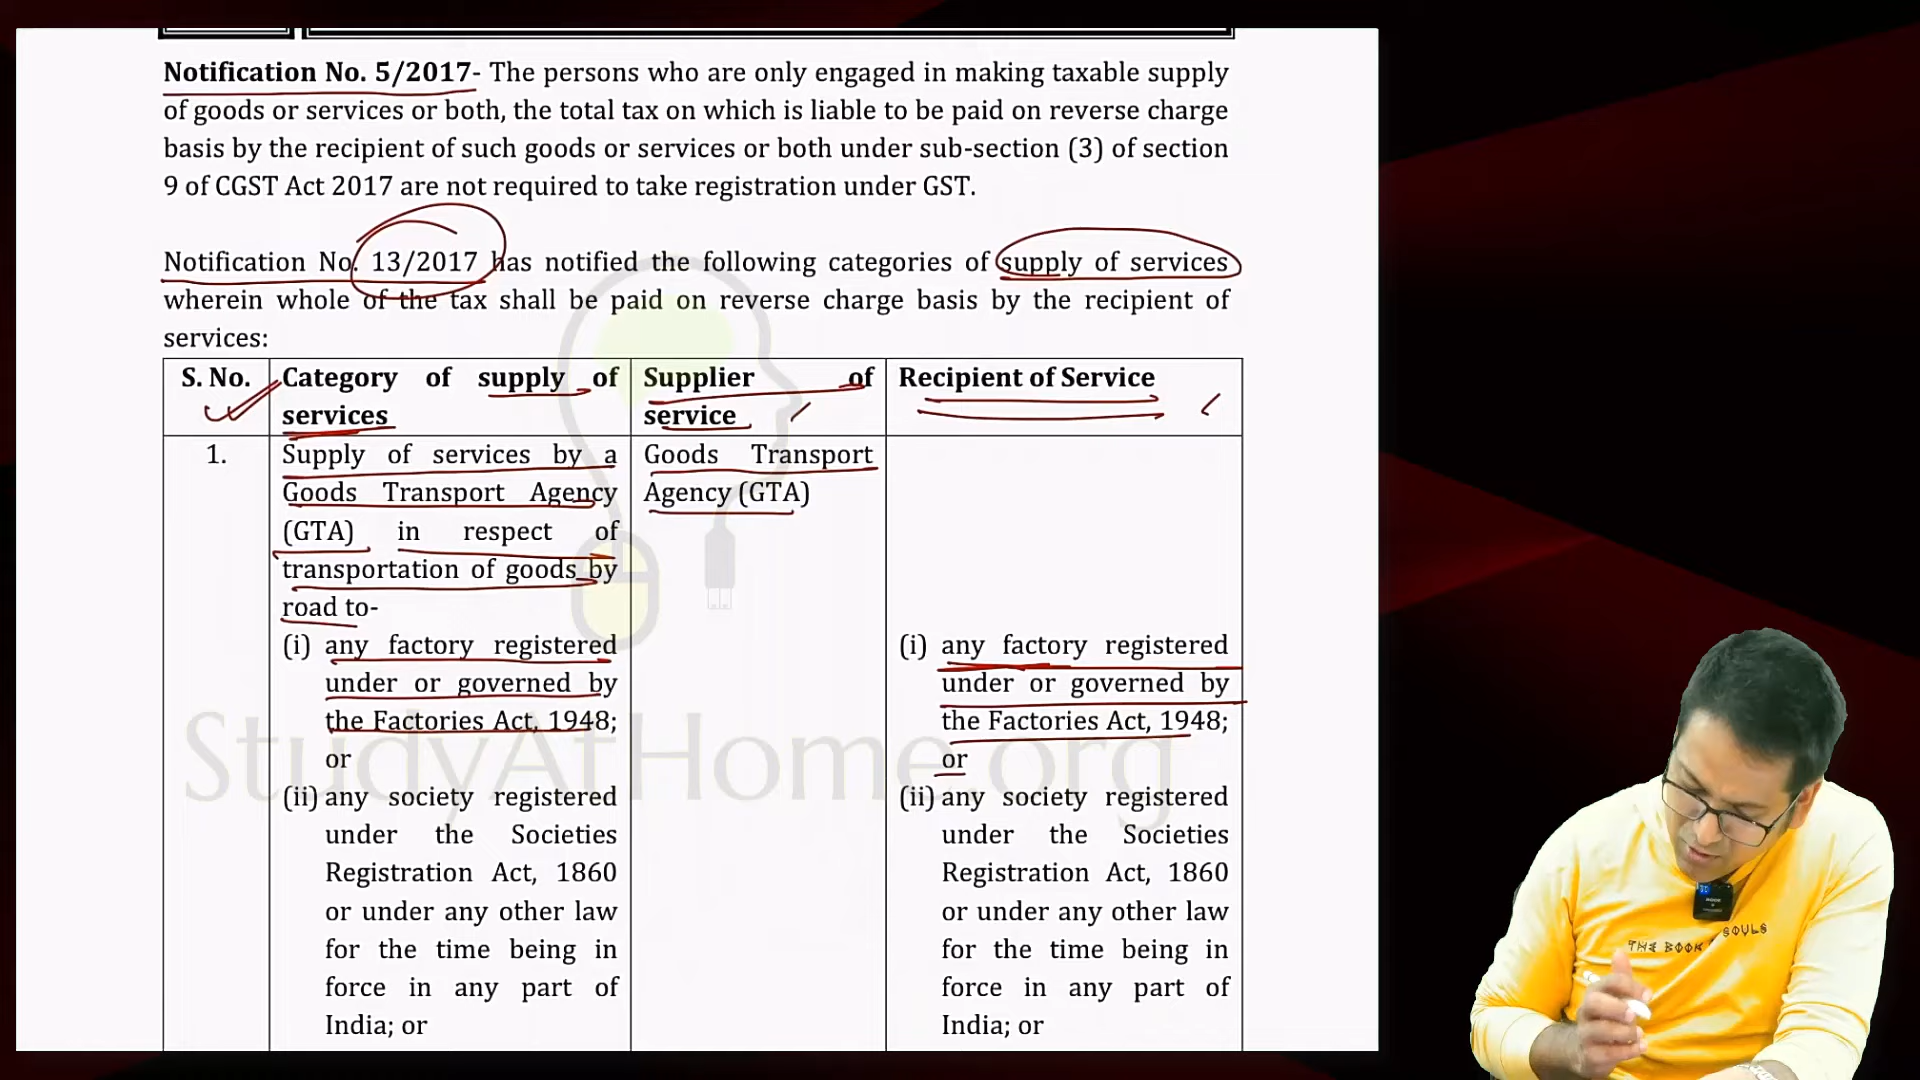 Notification No. 5/2017- The persons who are only engaged in making taxable supply
of goods or services or both, the total tax on which is liable to be paid on reverse charge
basis by the recipient of such goods or services or both under sub-section (3) of section
9 of CGST Act 2017 are not required to take registration under GST.
Notification No. 13/2017 has notified the following categories of supply of services
wherein whole of the tax shall be paid on reverse charge basis by the recipient of
services:
S. No.
Category of supply of
services
Supplier of
service
Recipient of Service
1.
Supply of services by a
Goods Transport Agency
(GTA) in respect of
transportation of goods by
road to-
(i) any factory registered
under or governed by
the Factories Act, 1948;
or
(ii) any society registered
under the Societies
Registration Act, 1860
or under any other law
for the time being in
force in any part of
India; or
Goods Transport
Agency (GTA)
(i) any factory registered
under or governed by
the Factories Act, 1948;
or
(ii) any society registered
under the Societies
Registration Act, 1860
or under any other law
for the time being in
force in any part of
India; or
StudyAtHome.org
THE BOOK
SOULS